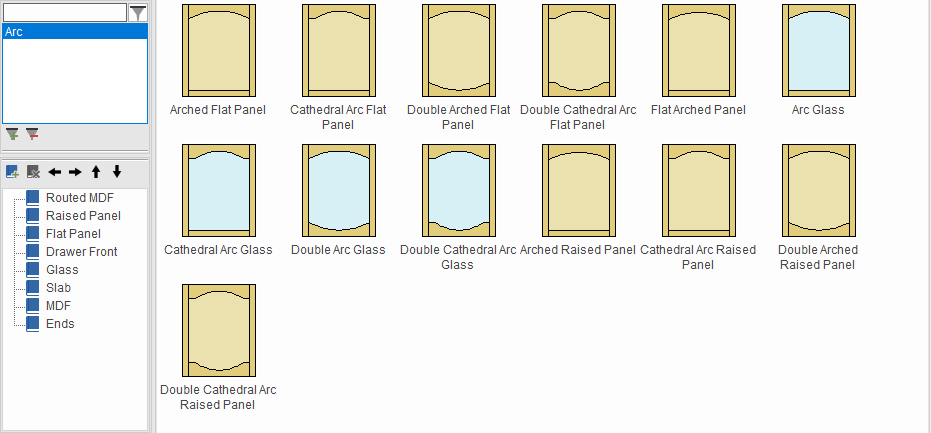 Arc
Routed MDF
Raised Panel
Flat Panel
Drawer Front
Glass
Slab
MDF
Ends
Arched Flat Panel
Cathedral Arc Flat
Panel
Double Arched Flat
Panel
Double Cathedral Arc
Flat Panel
Flat Arched Panel
Arc Glass
Cathedral Arc Glass
Double Arc Glass
Double Cathedral Arc
Glass
Arched Raised Panel
Cathedral Arc Raised
Panel
Double Arched
Raised Panel
Double Cathedral Arc
Raised Panel